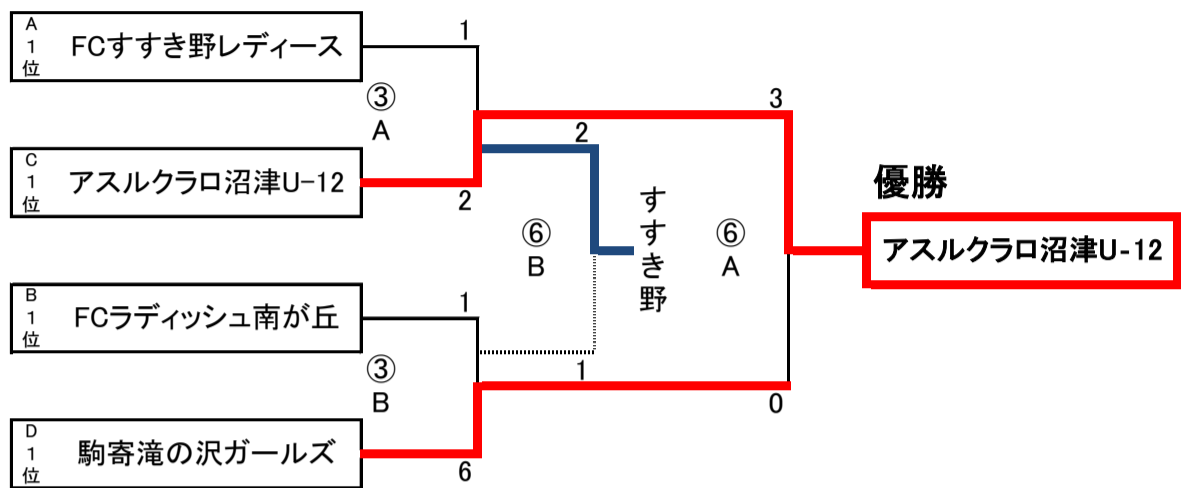 A1位
FCすすき野レディース
1
③
A
C1位
アスルクラロ沼津U-12
2
3
2
⑥
B
すすき野
⑥
A
優勝
アスルクラロ沼津U-12
B1位
FCラディッシュ南が丘
1
③
B
1
0
D1位
駒寄滝の沢ガールズ
6